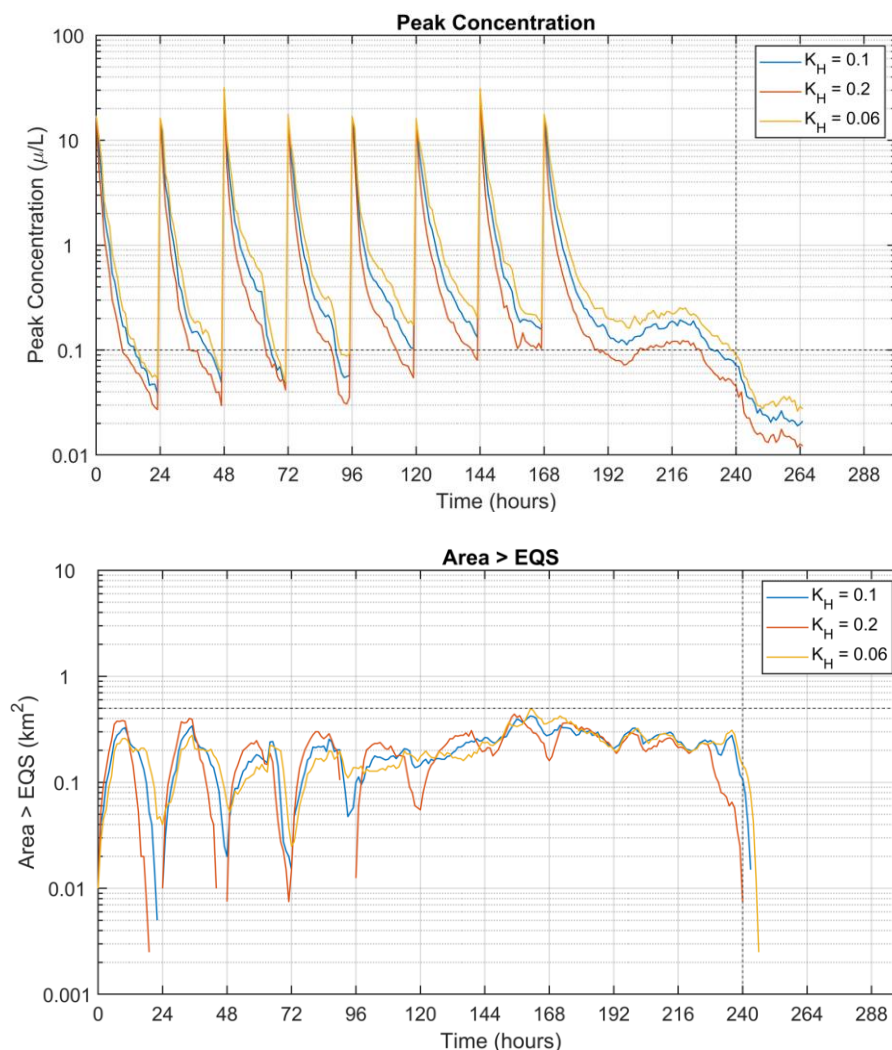 Peak Concentration
100
10
1
0.1
0.01
Peak Concentration (μ/L)
K_H = 0.1
K_H = 0.2
K_H = 0.06
0 24 48 72 96 120 144 168 192 216 240 264 288
Time (hours)
Area > EQS
10
1
0.1
0.01
0.001
Area > EQS (km²)
K_H = 0.1
K_H = 0.2
K_H = 0.06
0 24 48 72 96 120 144 168 192 216 240 264 288
Time (hours)